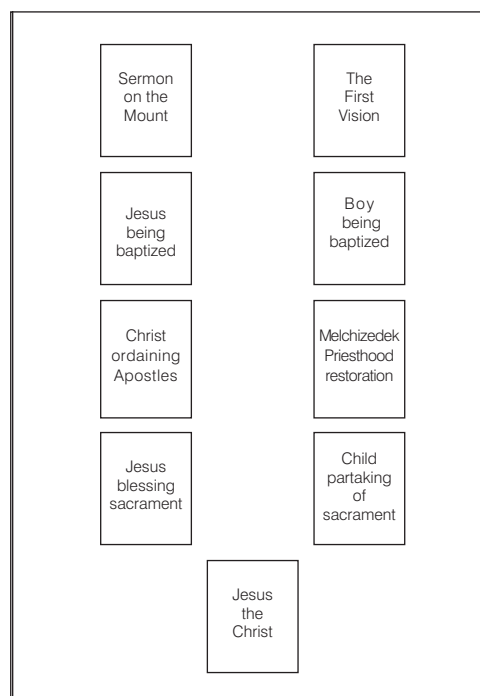 Sermon
on the
Mount
The
First
Vision
Jesus
being
baptized
Boy
being
baptized
Christ
ordaining
Apostles
Melchizedek
Priesthood
restoration
Jesus
blessing
sacrament
Child
partaking
of
sacrament
Jesus
the
Christ